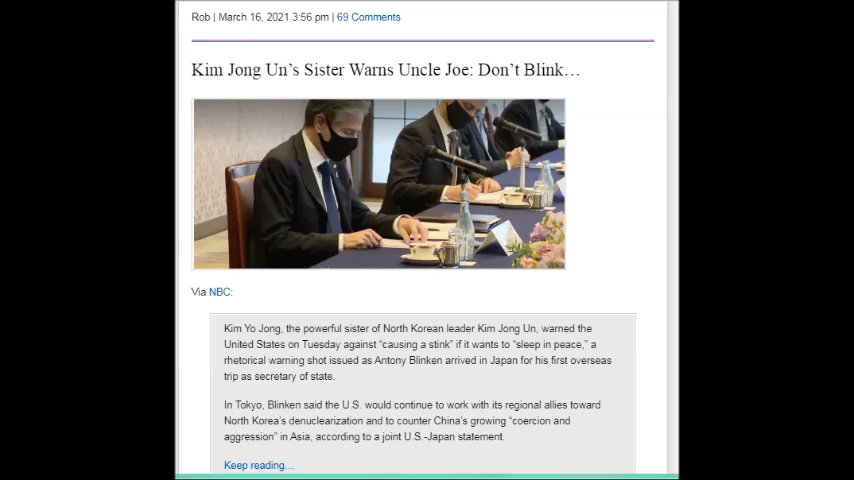 Rob | March 16, 2021 3:56 pm | 69 Comments
Kim Jong Un’s Sister Warns Uncle Joe: Don’t Blink…
Via NBC:
Kim Yo Jong, the powerful sister of North Korean leader Kim Jong Un, warned the
United States on Tuesday against “causing a stink” if it wants to “sleep in peace,” a
rhetorical warning shot issued as Antony Blinken arrived in Japan for his first overseas
trip as secretary of state.
In Tokyo, Blinken said the U.S. would continue to work with its regional allies toward
North Korea’s denuclearization and to counter China’s growing “coercion and
aggression” in Asia, according to a joint U.S.-Japan statement.
Keep reading…